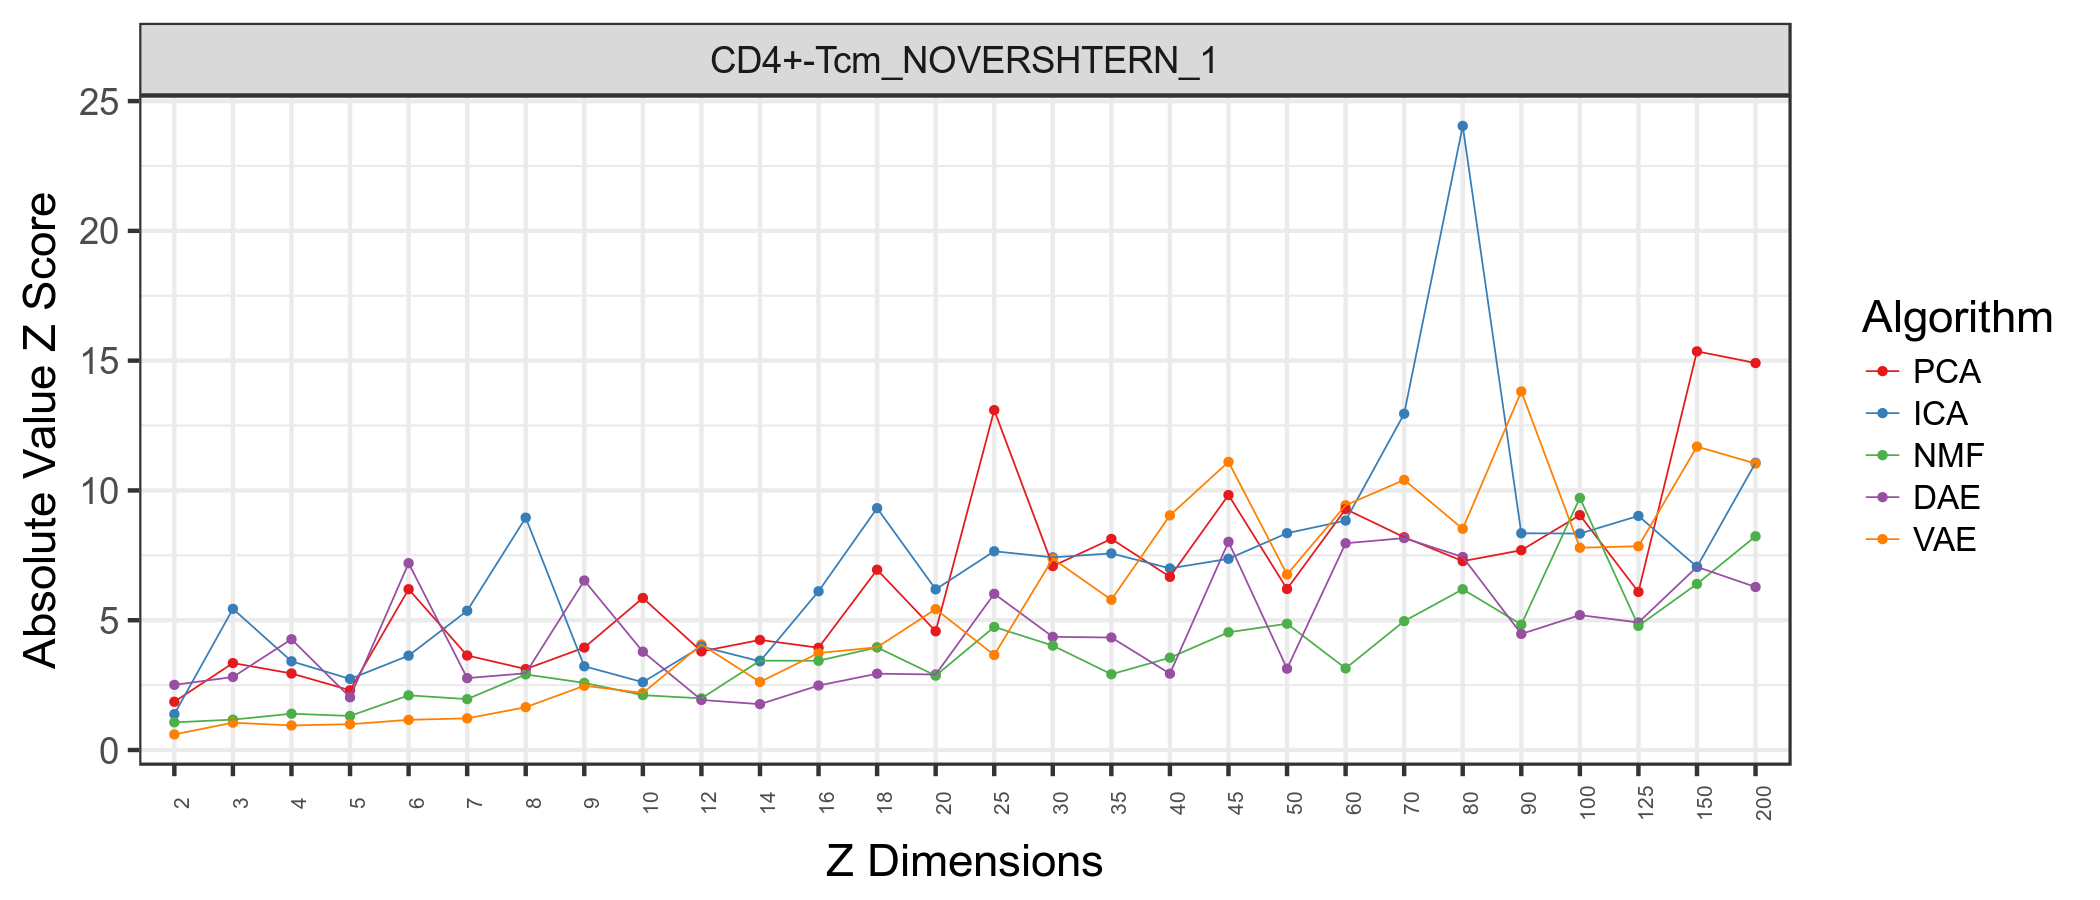 CD4+-Tcm_NOVERSHTERN_1
25
20
15
10
5
0
Absolute Value Z Score
2 3 4 5 6 7 8 9 10 12 14 16 18 20 25 30 35 40 45 50 60 70 80 90 100 125 150 200
Z Dimensions
Algorithm
PCA
ICA
NMF
DAE
VAE